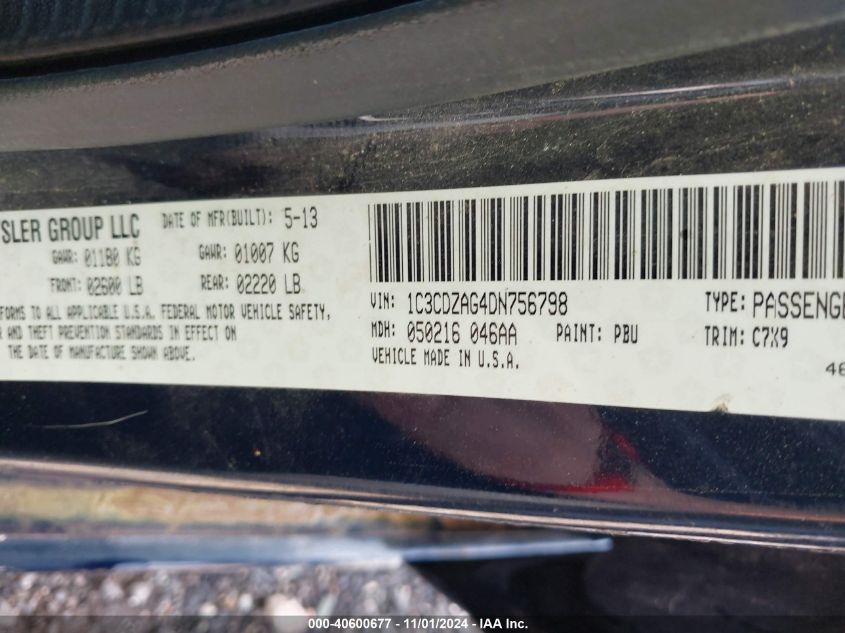 SLER GROUP LLC
DATE OF MFR(BUILT): 5-13
GAWR: 01180 KG
GAWR: 01007 KG
FRONT: 02600 LB
REAR: 02220 LB
FORMS TO ALL APPLICABLE U.S.A. FEDERAL MOTOR VEHICLE SAFETY,
AND THEFT PREVENTION STANDARDS IN EFFECT ON
THE DATE OF MANUFACTURE SHOWN ABOVE.
VIN: 1C3CDZAG4DN756798
TYPE: PASSENGE
MDH: 050216 046AA
PAINT: PBU
TRIM: C7X9
VEHICLE MADE IN U.S.A.
46
000-40600677 - 11/01/2024 - IAA Inc.